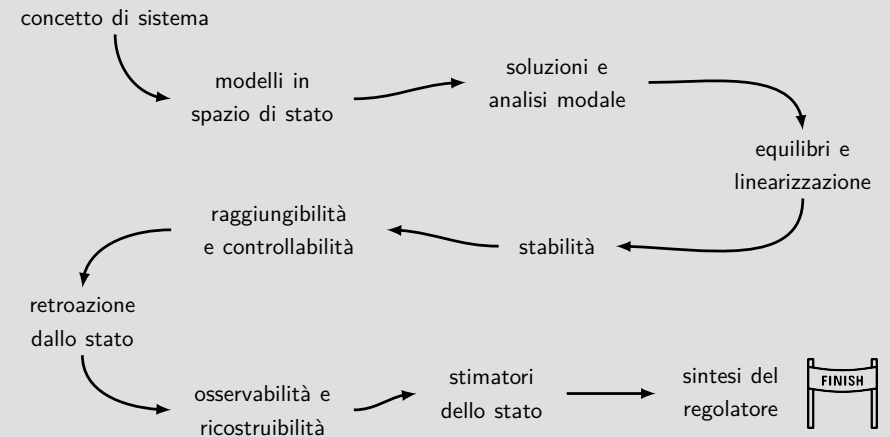 concetto di sistema
modelli in
spazio di stato
soluzioni e
analisi modale
equilibri e
linearizzazione
stabilità
raggiungibilità
e controllabilità
retroazione
dallo stato
osservabilità e
ricostruibilità
stimatori
dello stato
sintesi del
regolatore
FINISH